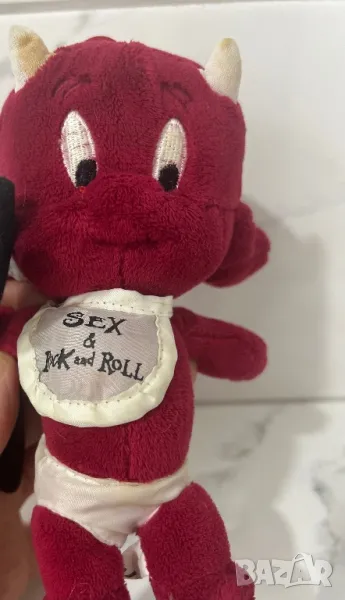 SEX
&
ROCK and ROLL
BAZAR